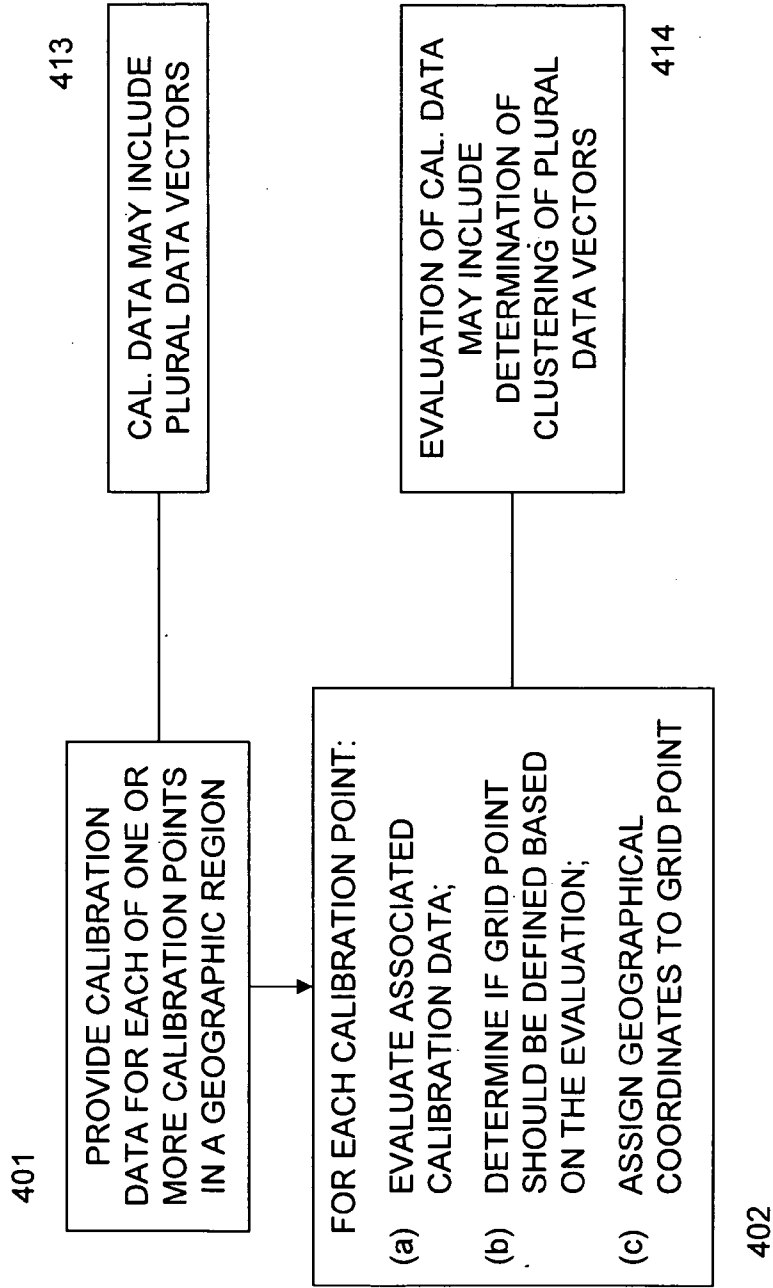 401
PROVIDE CALIBRATION
DATA FOR EACH OF ONE OR
MORE CALIBRATION POINTS
IN A GEOGRAPHIC REGION
413
CAL. DATA MAY INCLUDE
PLURAL DATA VECTORS
FOR EACH CALIBRATION POINT:
(a) EVALUATE ASSOCIATED
CALIBRATION DATA;
(b) DETERMINE IF GRID POINT
SHOULD BE DEFINED BASED
ON THE EVALUATION;
(c) ASSIGN GEOGRAPHICAL
COORDINATES TO GRID POINT
402
EVALUATION OF CAL. DATA
MAY INCLUDE
DETERMINATION OF
CLUSTERING OF PLURAL
DATA VECTORS
414